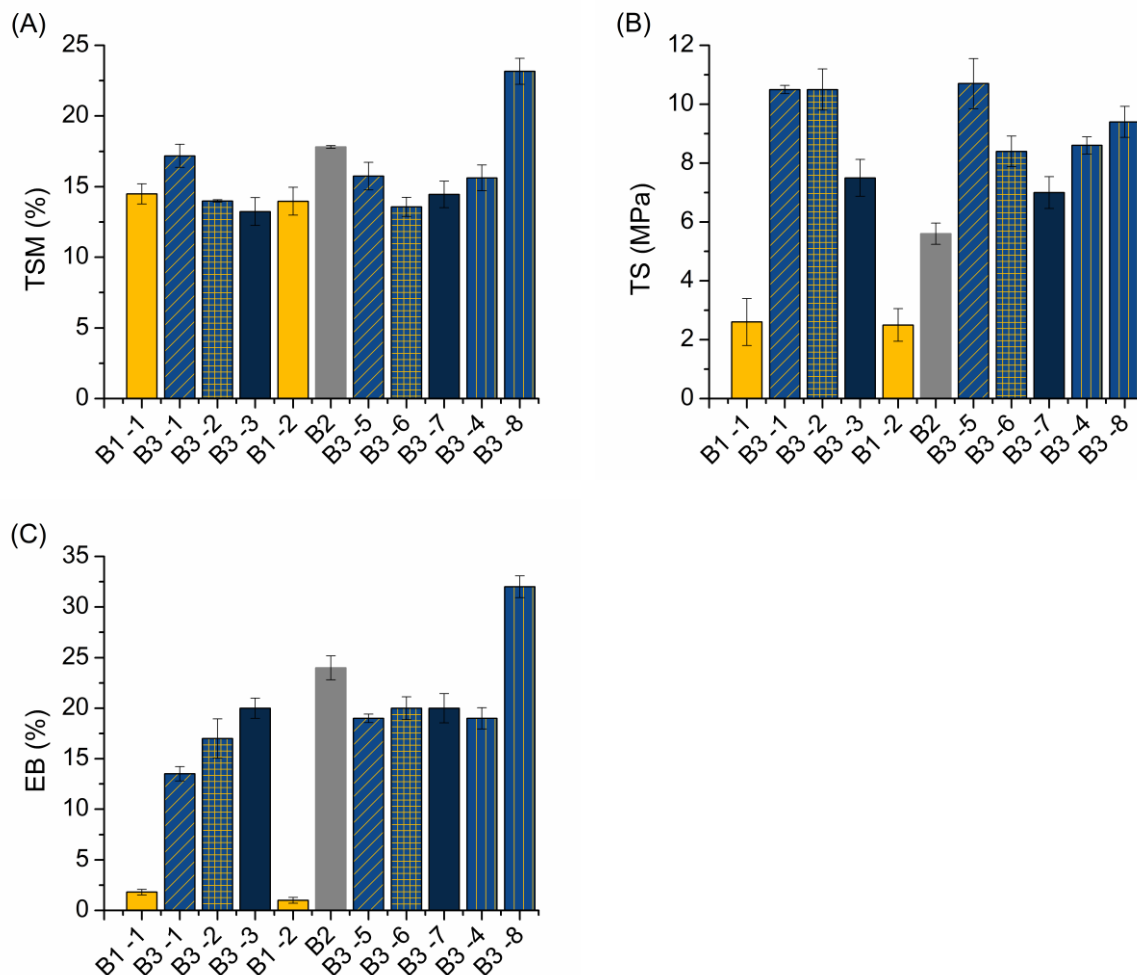 (A)
TSM (%)
25
20
15
10
5
0
B1 -1
B3 -1
B3 -2
B3 -3
B1 -2
B2
B3 -5
B3 -6
B3 -7
B3 -4
B3 -8
(B)
TS (MPa)
12
10
8
6
4
2
0
B1 -1
B3 -1
B3 -2
B3 -3
B1 -2
B2
B3 -5
B3 -6
B3 -7
B3 -4
B3 -8
(C)
EB (%)
35
30
25
20
15
10
5
0
B1 -1
B3 -1
B3 -2
B3 -3
B1 -2
B2
B3 -5
B3 -6
B3 -7
B3 -4
B3 -8